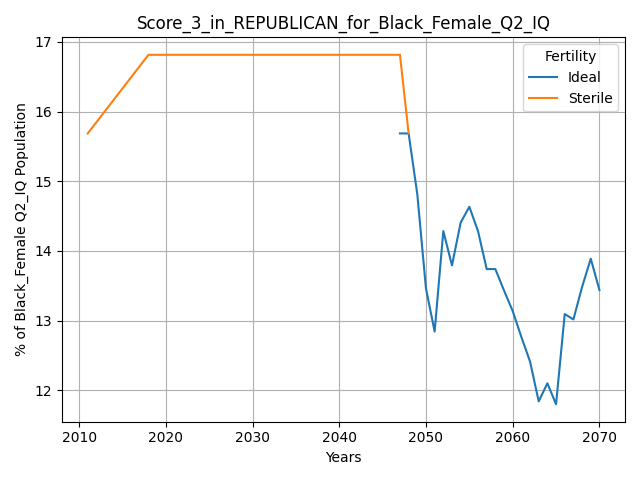 Score_3_in_REPUBLICAN_for_Black_Female_Q2_IQ
17
16
15
14
13
12
% of Black_Female Q2_IQ Population
Fertility
Ideal
Sterile
2010 2020 2030 2040 2050 2060 2070
Years